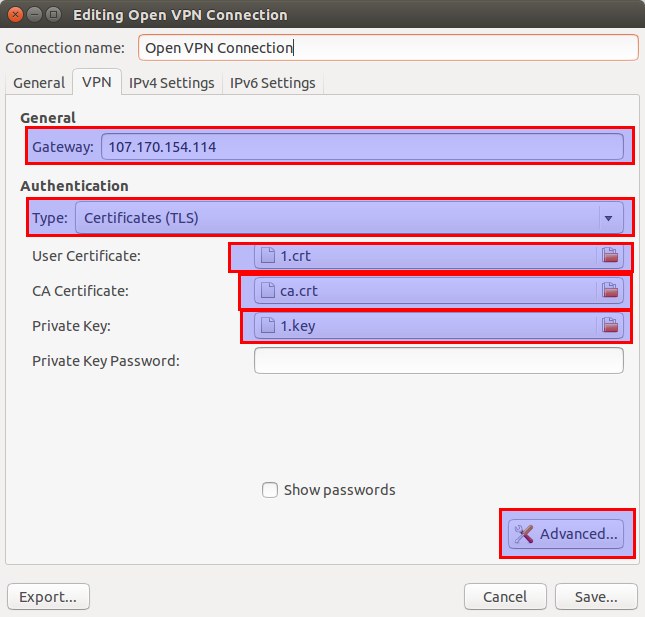 Editing Open VPN Connection
Connection name: Open VPN Connection
General VPN IPv4 Settings IPv6 Settings
General
Gateway: 107.170.154.114
Authentication
Type: Certificates (TLS)
User Certificate: 1.crt
CA Certificate: ca.crt
Private Key: 1.key
Private Key Password:
Show passwords
Advanced...
Export... Cancel Save...